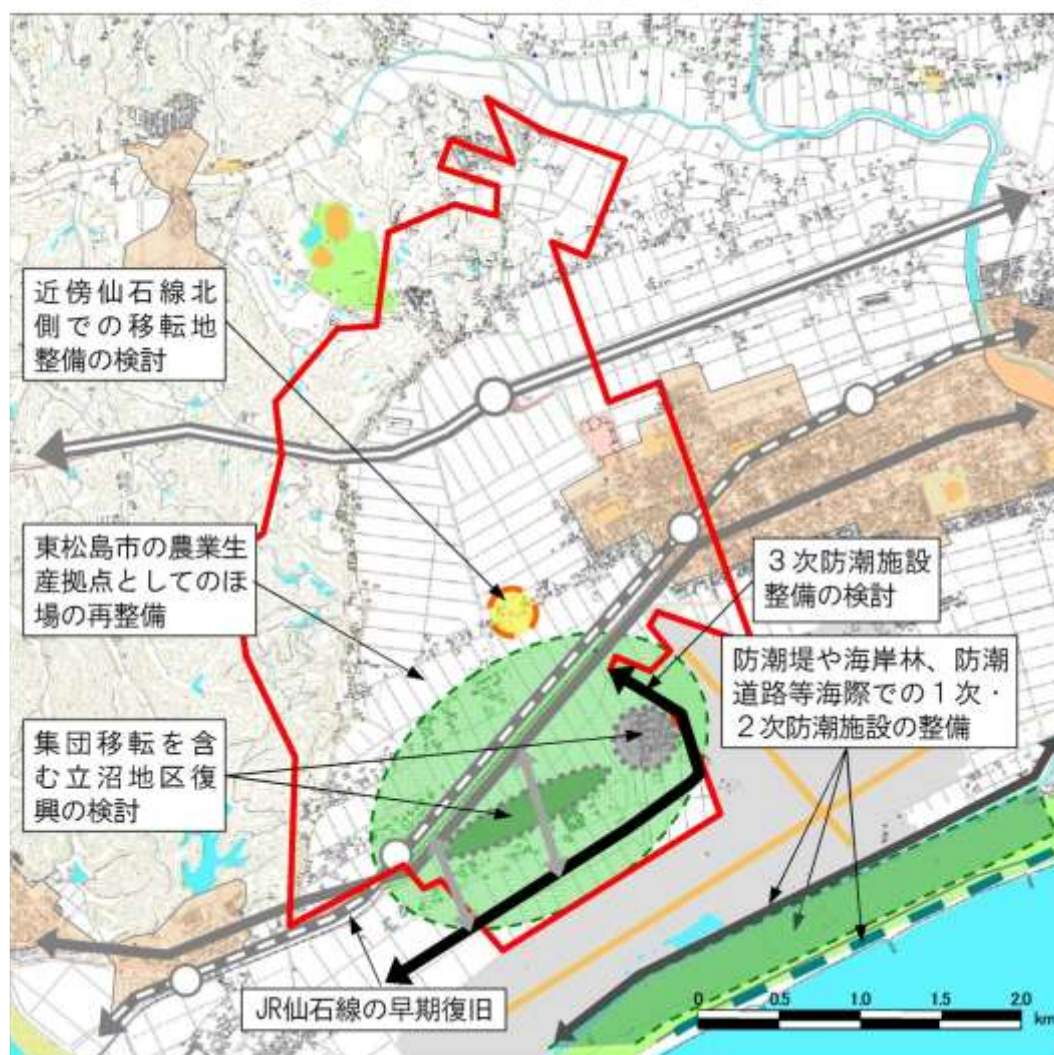 近傍仙石線北
側での移転地
整備の検討
東松島市の農業生
産拠点としてのほ
場の再整備
３次防潮施設
整備の検討
防潮堤や海岸林、防潮
道路等海際での１次・
２次防潮施設の整備
集団移転を含
む立沼地区復
興の検討
JR仙石線の早期復旧
0 0.5 1.0 1.5 2.0
km